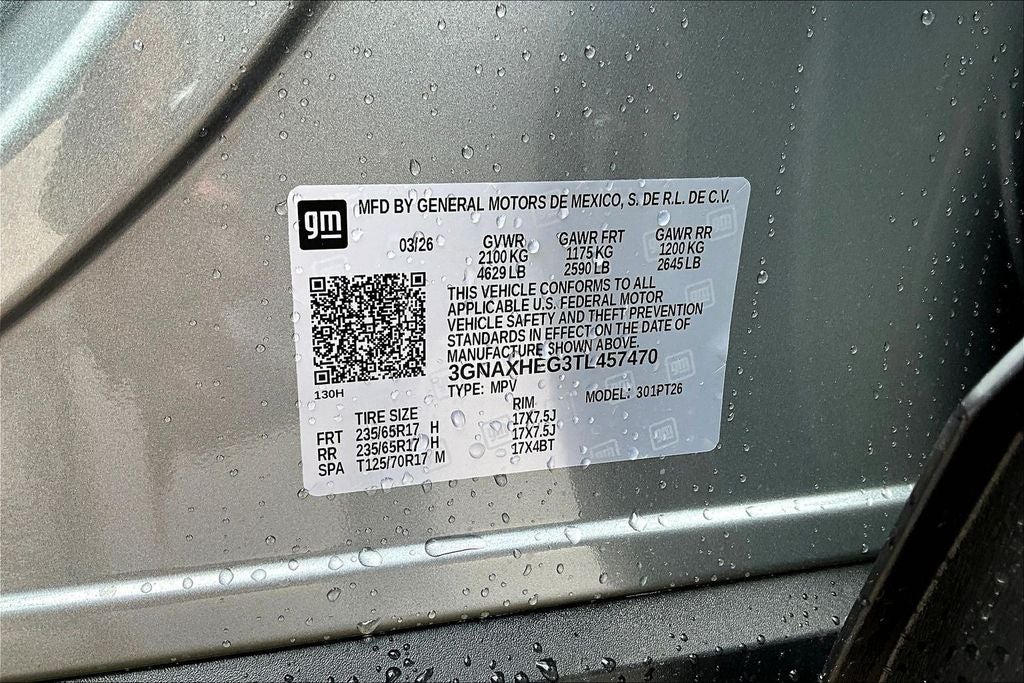 gm
MFD BY GENERAL MOTORS DE MEXICO, S. DE R.L. DE C.V.
03/26 GVWR GAWR FRT GAWR RR
2100 KG 1175 KG 1200 KG
4629 LB 2590 LB 2645 LB
THIS VEHICLE CONFORMS TO ALL
APPLICABLE U.S. FEDERAL MOTOR
VEHICLE SAFETY AND THEFT PREVENTION
STANDARDS IN EFFECT ON THE DATE OF
MANUFACTURE SHOWN ABOVE.
3GNAXHEG3TL457470
TYPE: MPV MODEL: 301PT26
130H
TIRE SIZE RIM
FRT 235/65R17 H 17X7.5J
RR 235/65R17 H 17X7.5J
SPA T125/70R17 M 17X4BT